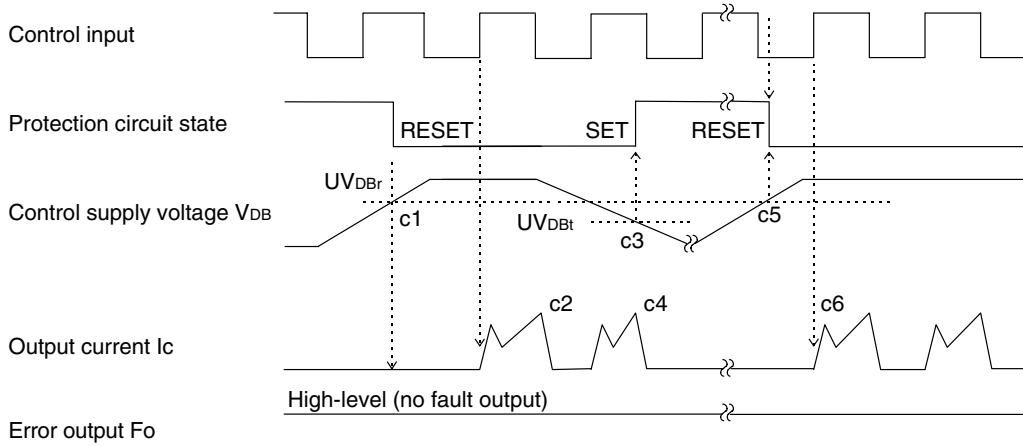 Control input
Protection circuit state
RESET
SET
RESET
UVDBr
Control supply voltage VDB
c1
UVDBt
c3
c5
c2
c4
c6
Output current Ic
High-level (no fault output)
Error output Fo